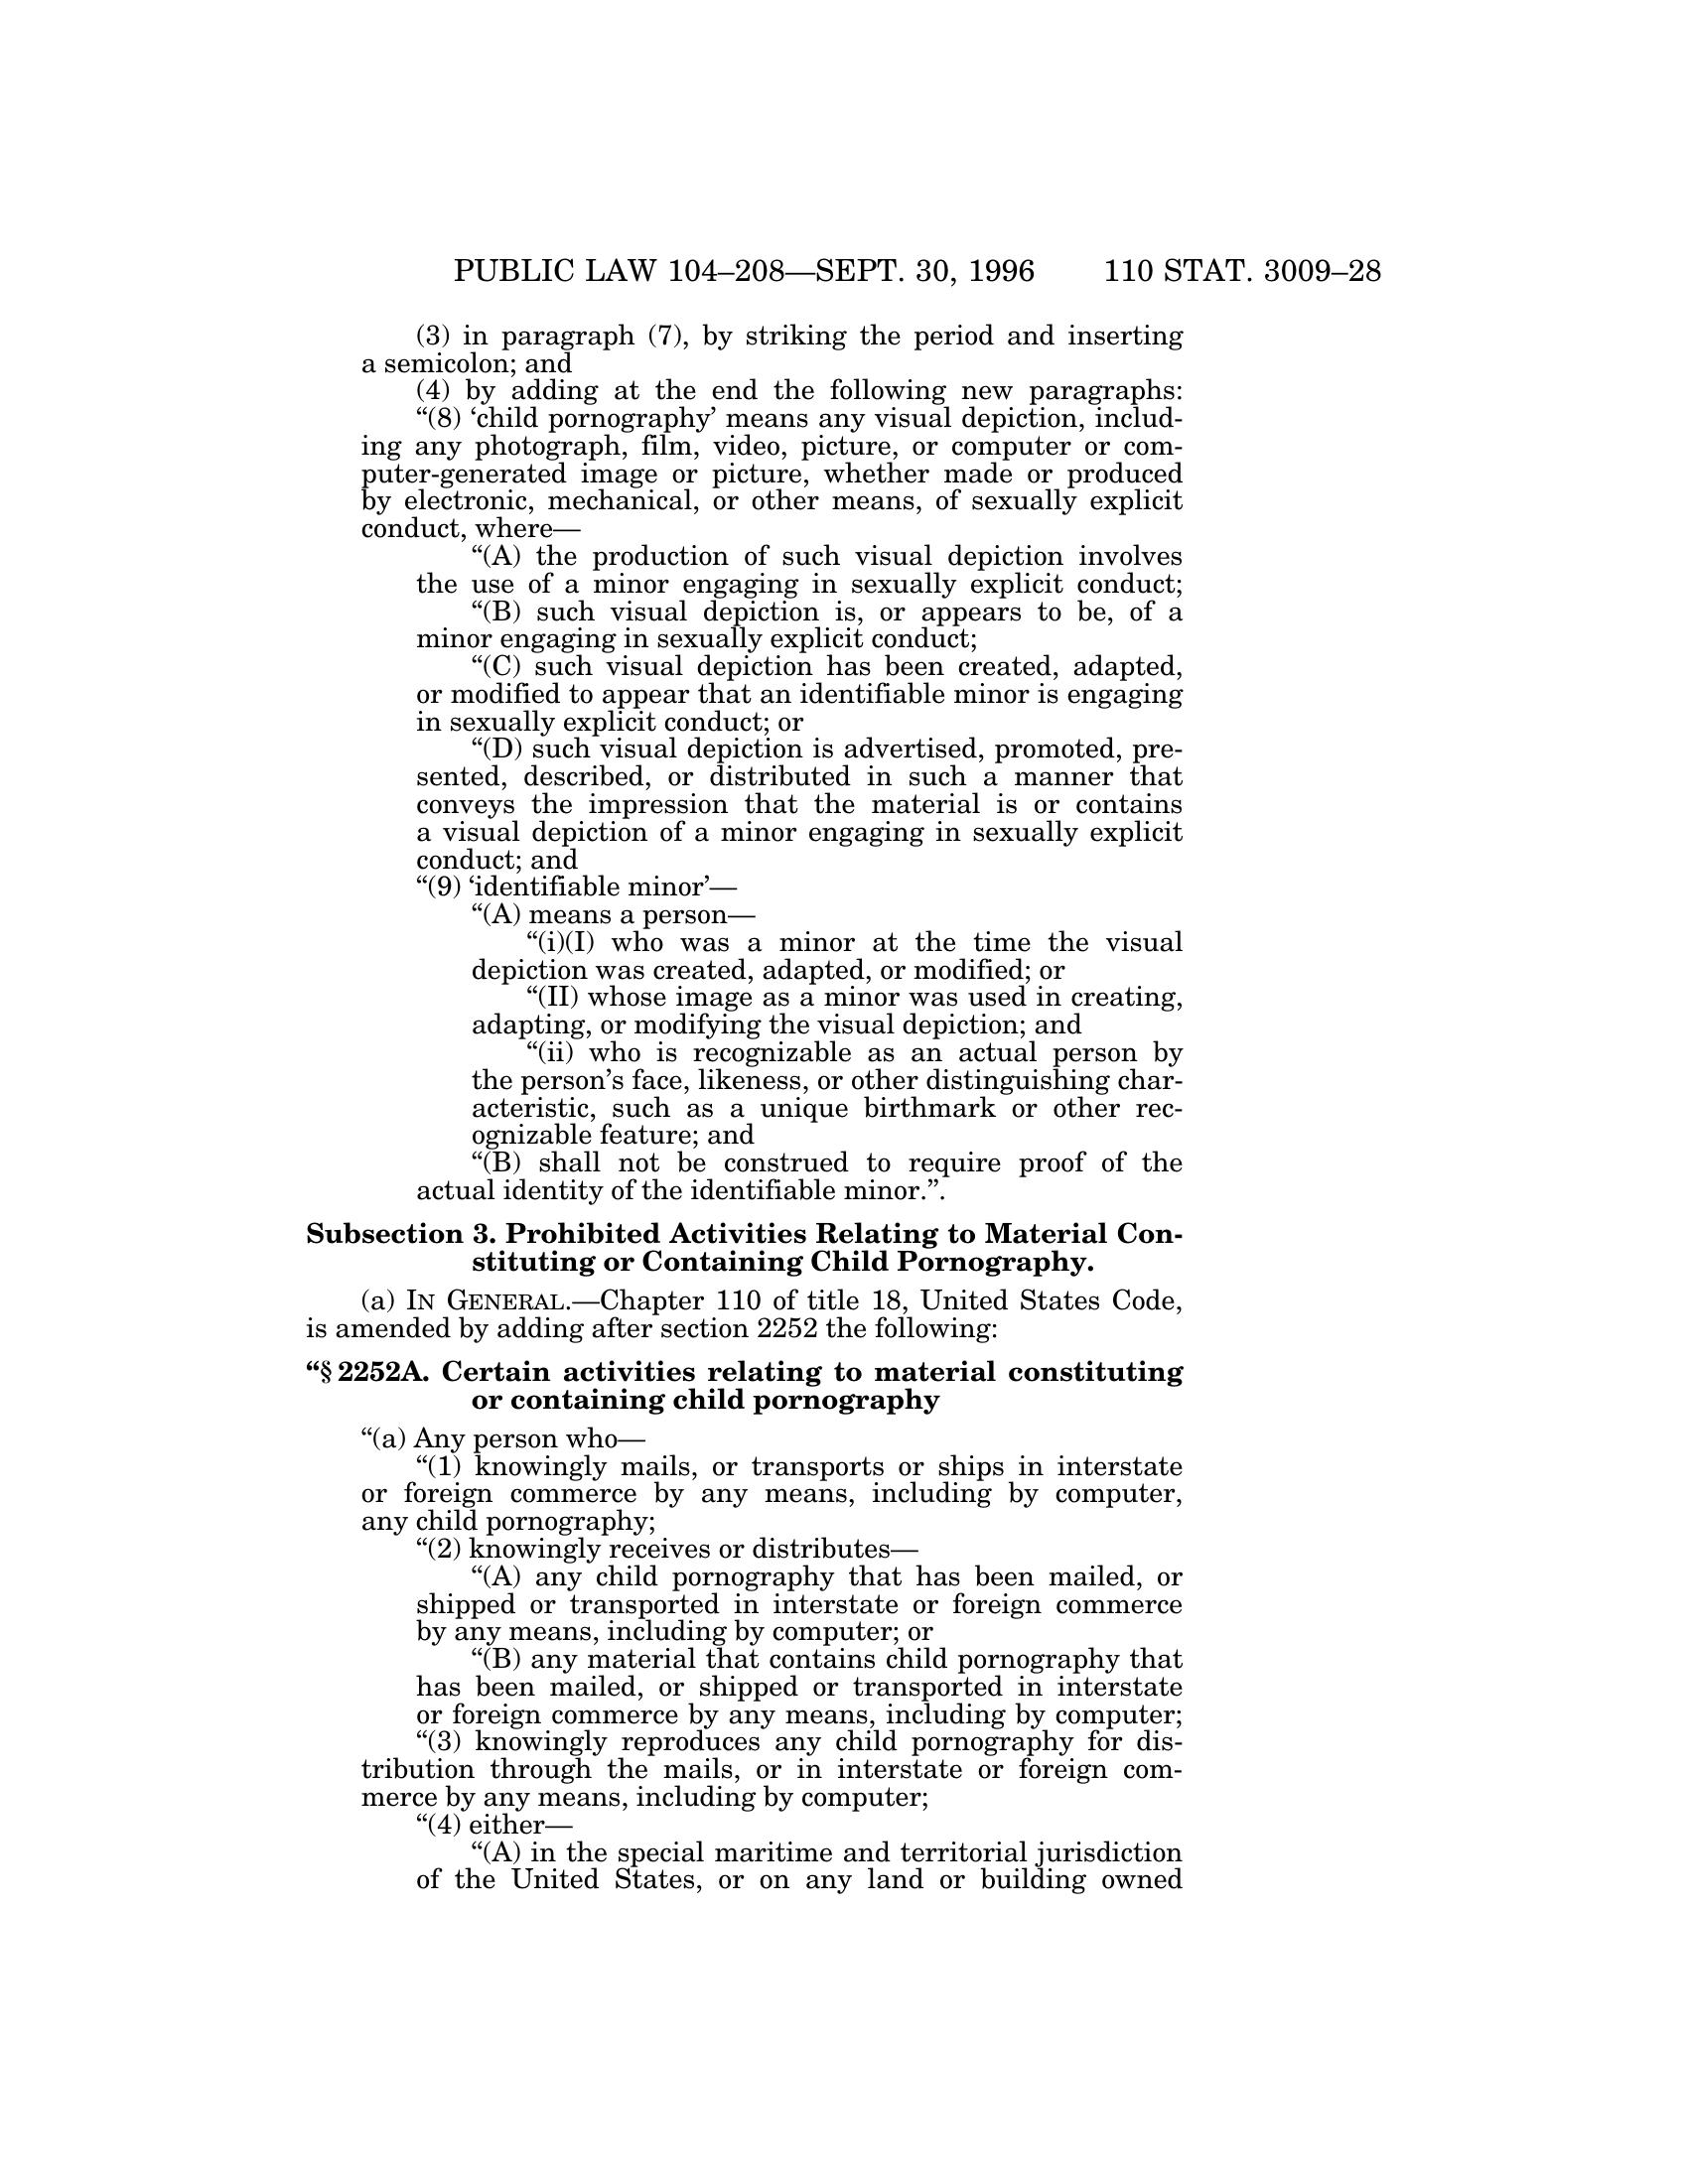 PUBLIC LAW 104–208—SEPT. 30, 1996 110 STAT. 3009–28
(3) in paragraph (7), by striking the period and inserting
a semicolon; and
(4) by adding at the end the following new paragraphs:
“(8) ‘child pornography’ means any visual depiction, includ-
ing any photograph, film, video, picture, or computer or com-
puter-generated image or picture, whether made or produced
by electronic, mechanical, or other means, of sexually explicit
conduct, where—
“(A) the production of such visual depiction involves
the use of a minor engaging in sexually explicit conduct;
“(B) such visual depiction is, or appears to be, of a
minor engaging in sexually explicit conduct;
“(C) such visual depiction has been created, adapted,
or modified to appear that an identifiable minor is engaging
in sexually explicit conduct; or
“(D) such visual depiction is advertised, promoted, pre-
sented, described, or distributed in such a manner that
conveys the impression that the material is or contains
a visual depiction of a minor engaging in sexually explicit
conduct; and
“(9) ‘identifiable minor’—
“(A) means a person—
“(i)(I) who was a minor at the time the visual
depiction was created, adapted, or modified; or
“(II) whose image as a minor was used in creating,
adapting, or modifying the visual depiction; and
“(ii) who is recognizable as an actual person by
the person’s face, likeness, or other distinguishing char-
acteristic, such as a unique birthmark or other rec-
ognizable feature; and
“(B) shall not be construed to require proof of the
actual identity of the identifiable minor.”.
Subsection 3. Prohibited Activities Relating to Material Con-
stituting or Containing Child Pornography.
(a) IN GENERAL.—Chapter 110 of title 18, United States Code,
is amended by adding after section 2252 the following:
“§ 2252A. Certain activities relating to material constituting
or containing child pornography
“(a) Any person who—
“(1) knowingly mails, or transports or ships in interstate
or foreign commerce by any means, including by computer,
any child pornography;
“(2) knowingly receives or distributes—
“(A) any child pornography that has been mailed, or
shipped or transported in interstate or foreign commerce
by any means, including by computer; or
“(B) any material that contains child pornography that
has been mailed, or shipped or transported in interstate
or foreign commerce by any means, including by computer;
“(3) knowingly reproduces any child pornography for dis-
tribution through the mails, or in interstate or foreign com-
merce by any means, including by computer;
“(4) either—
“(A) in the special maritime and territorial jurisdiction
of the United States, or on any land or building owned